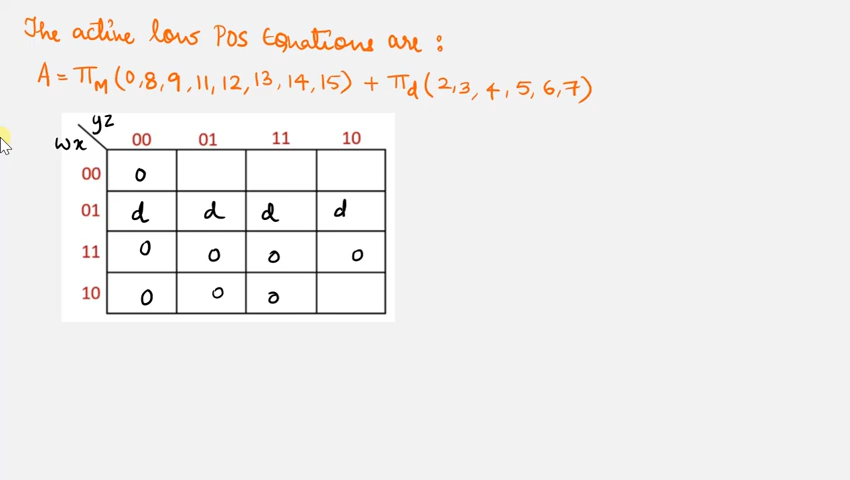 The active low POS Equations are :
A = π_M (0,8,9,11,12,13,14,15) + π_d (2,3,4,5,6,7)
yz
wx 00 01 11 10
00 0
01 d d d d
11 0 0 0 0
10 0 0 0